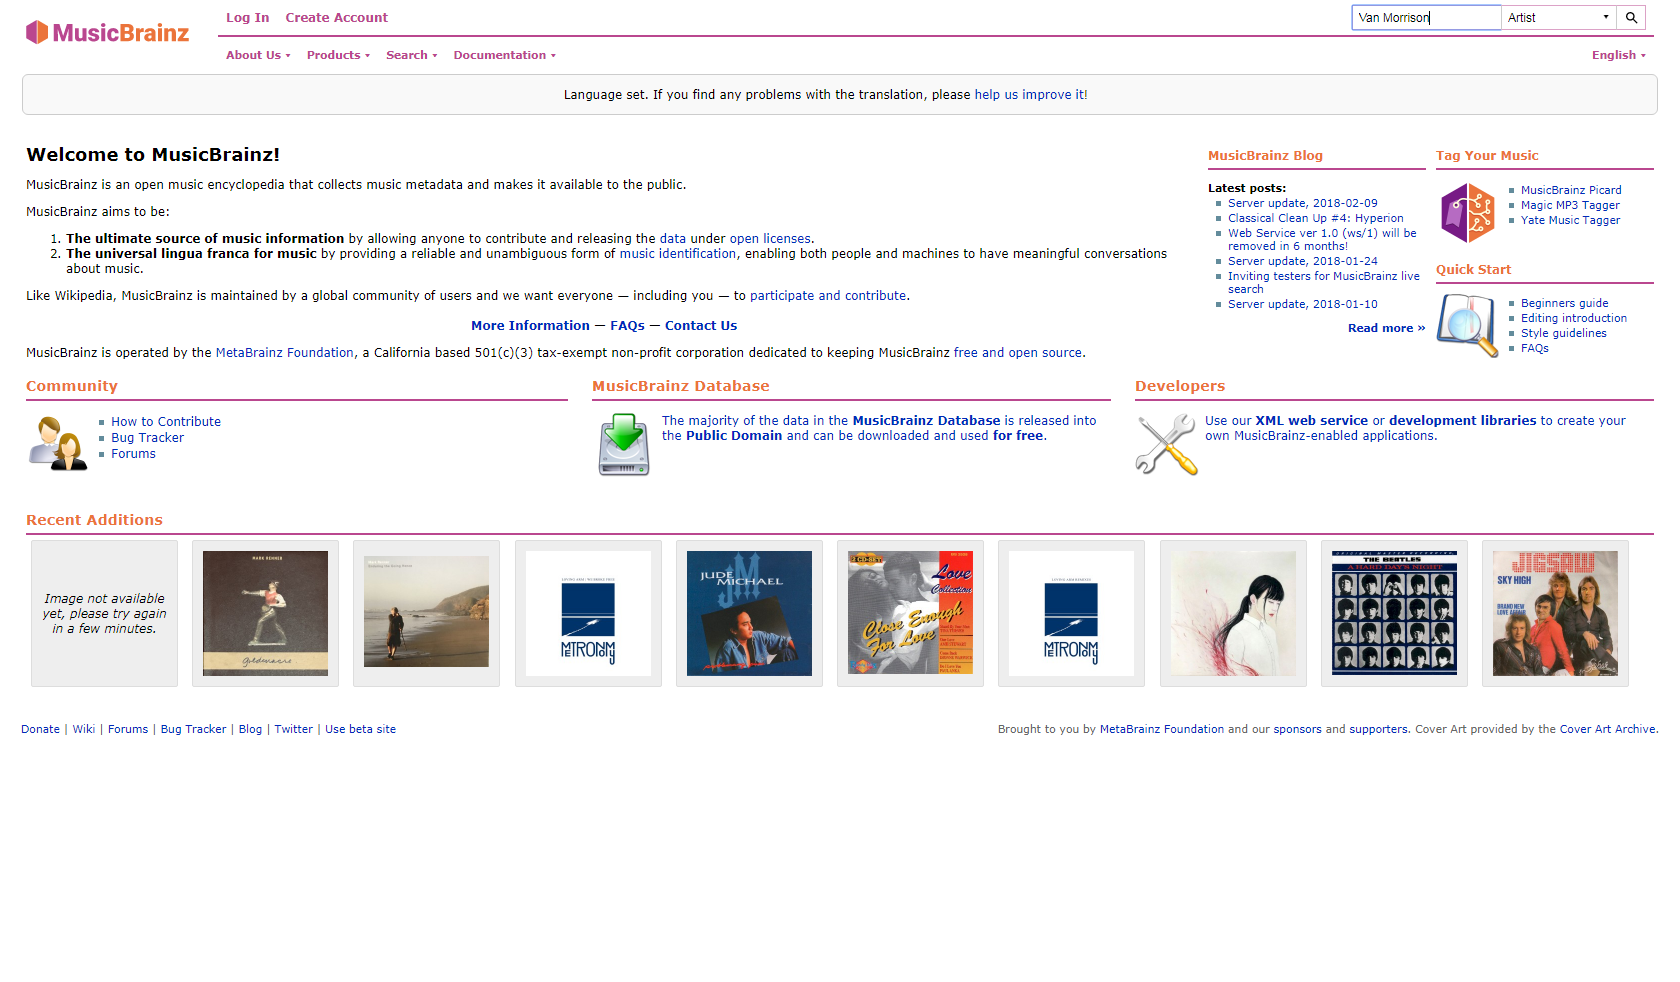 MusicBrainz
Log In Create Account
Van Morrison Artist
About Us Products Search Documentation English
Language set. If you find any problems with the translation, please help us improve it!
Welcome to MusicBrainz!
MusicBrainz is an open music encyclopedia that collects music metadata and makes it available to the public.
MusicBrainz aims to be:
1. The ultimate source of music information by allowing anyone to contribute and releasing the data under open licenses.
2. The universal lingua franca for music by providing a reliable and unambiguous form of music identification, enabling both people and machines to have meaningful conversations
about music.
Like Wikipedia, MusicBrainz is maintained by a global community of users and we want everyone — including you — to participate and contribute.
More Information — FAQs — Contact Us
MusicBrainz is operated by the MetaBrainz Foundation, a California based 501(c)(3) tax-exempt non-profit corporation dedicated to keeping MusicBrainz free and open source.
MusicBrainz Blog
Latest posts:
Server update, 2018-02-09
Classical Clean Up #4: Hyperion
Web Service ver 1.0 (ws/1) will be
removed in 6 months!
Server update, 2018-01-24
Inviting testers for MusicBrainz live
search
Server update, 2018-01-10
Read more »
Tag Your Music
MusicBrainz Picard
Magic MP3 Tagger
Yate Music Tagger
Quick Start
Beginners guide
Editing introduction
Style guidelines
FAQs
Community
How to Contribute
Bug Tracker
Forums
MusicBrainz Database
The majority of the data in the MusicBrainz Database is released into
the Public Domain and can be downloaded and used for free.
Developers
Use our XML web service or development libraries to create your
own MusicBrainz-enabled applications.
Recent Additions
Image not available
yet, please try again
in a few minutes.
MARK RENNER
goldenacre
METRONOMY
JUDE
MICHAEL
JM
2 CD-SET
Love
Collection
Close Enough
For Love
METRONOMY
THE BEATLES
A HARD DAY'S NIGHT
JIGSAW
SKY HIGH
BRAND NEW
LOVE AFFAIR
Donate | Wiki | Forums | Bug Tracker | Blog | Twitter | Use beta site
Brought to you by MetaBrainz Foundation and our sponsors and supporters. Cover Art provided by the Cover Art Archive.